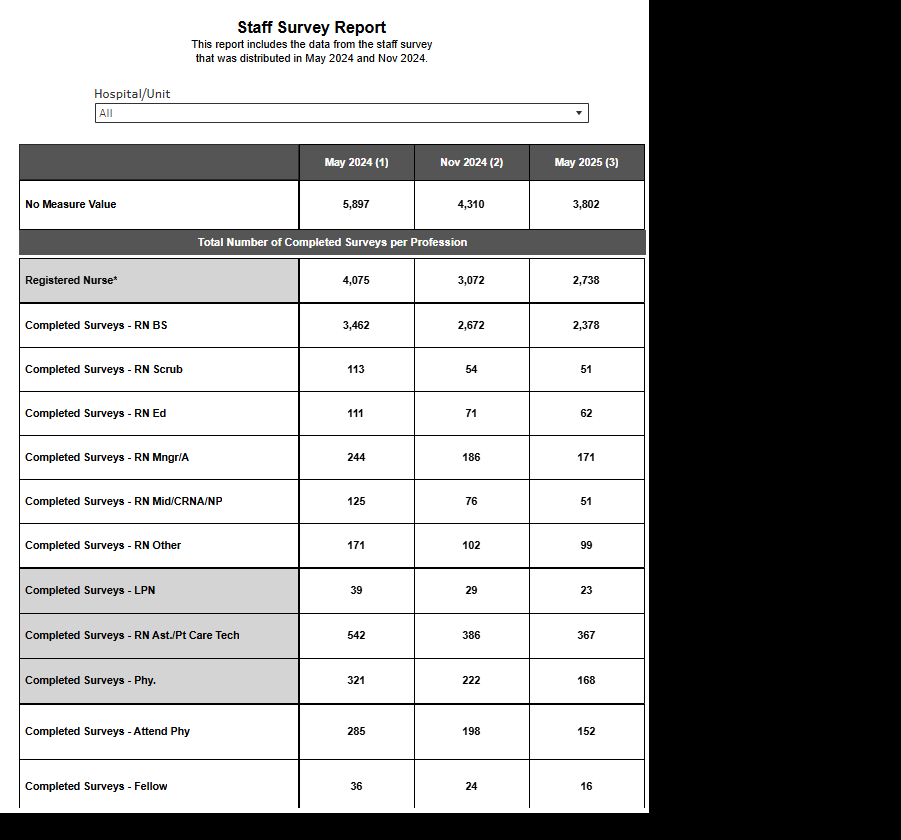 Staff Survey Report
This report includes the data from the staff survey
that was distributed in May 2024 and Nov 2024.
Hospital/Unit
All
May 2024 (1) Nov 2024 (2) May 2025 (3)
No Measure Value 5,897 4,310 3,802
Total Number of Completed Surveys per Profession
Registered Nurse* 4,075 3,072 2,738
Completed Surveys - RN BS 3,462 2,672 2,378
Completed Surveys - RN Scrub 113 54 51
Completed Surveys - RN Ed 111 71 62
Completed Surveys - RN Mngr/A 244 186 171
Completed Surveys - RN Mid/CRNA/NP 125 76 51
Completed Surveys - RN Other 171 102 99
Completed Surveys - LPN 39 29 23
Completed Surveys - RN Ast./Pt Care Tech 542 386 367
Completed Surveys - Phy. 321 222 168
Completed Surveys - Attend Phy 285 198 152
Completed Surveys - Fellow 36 24 16